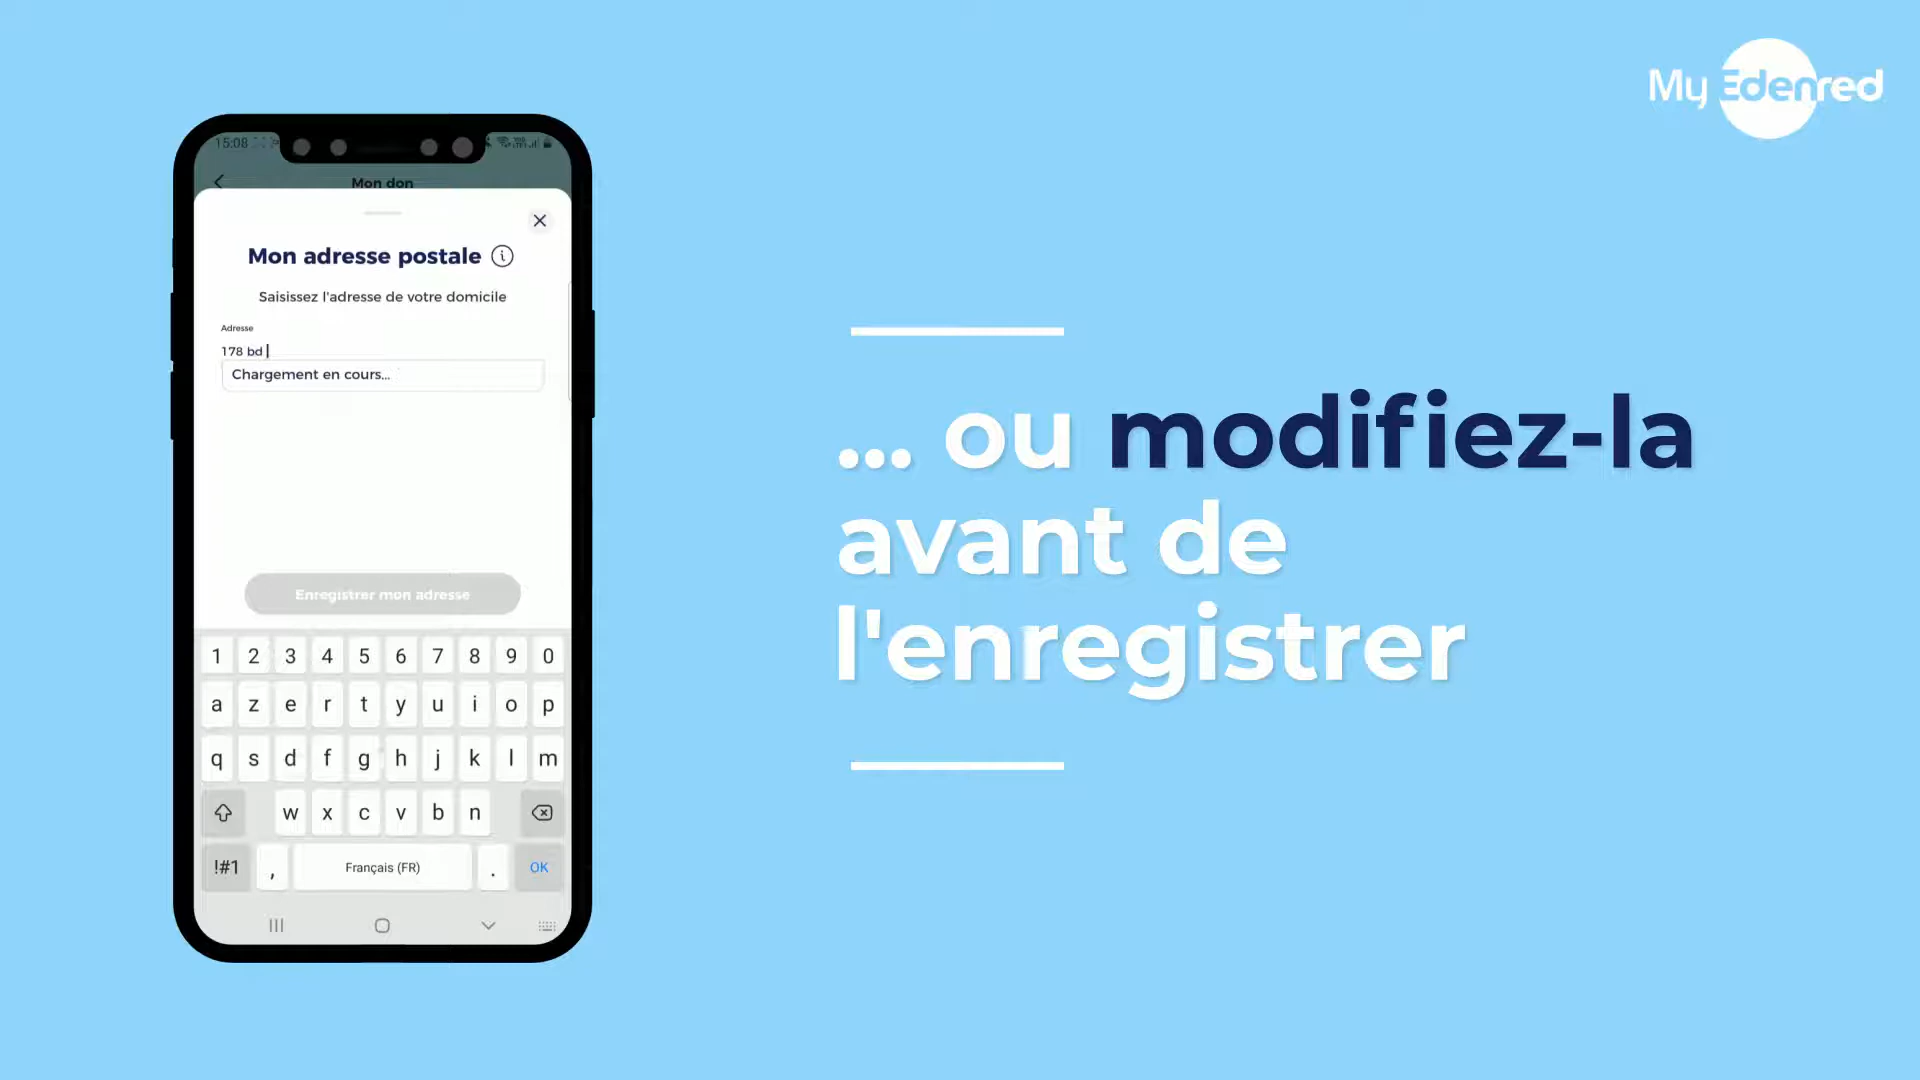 My Edenred
15:08
Mon don
Mon adresse postale
Saisissez l'adresse de votre domicile
Adresse
178 bd
Chargement en cours...
Enregistrer mon adresse
1 2 3 4 5 6 7 8 9 0
a z e r t y u i o p
q s d f g h j k l m
w x c v b n
!#1 , Français (FR) . OK
... ou modifiez-la
avant de
l'enregistrer